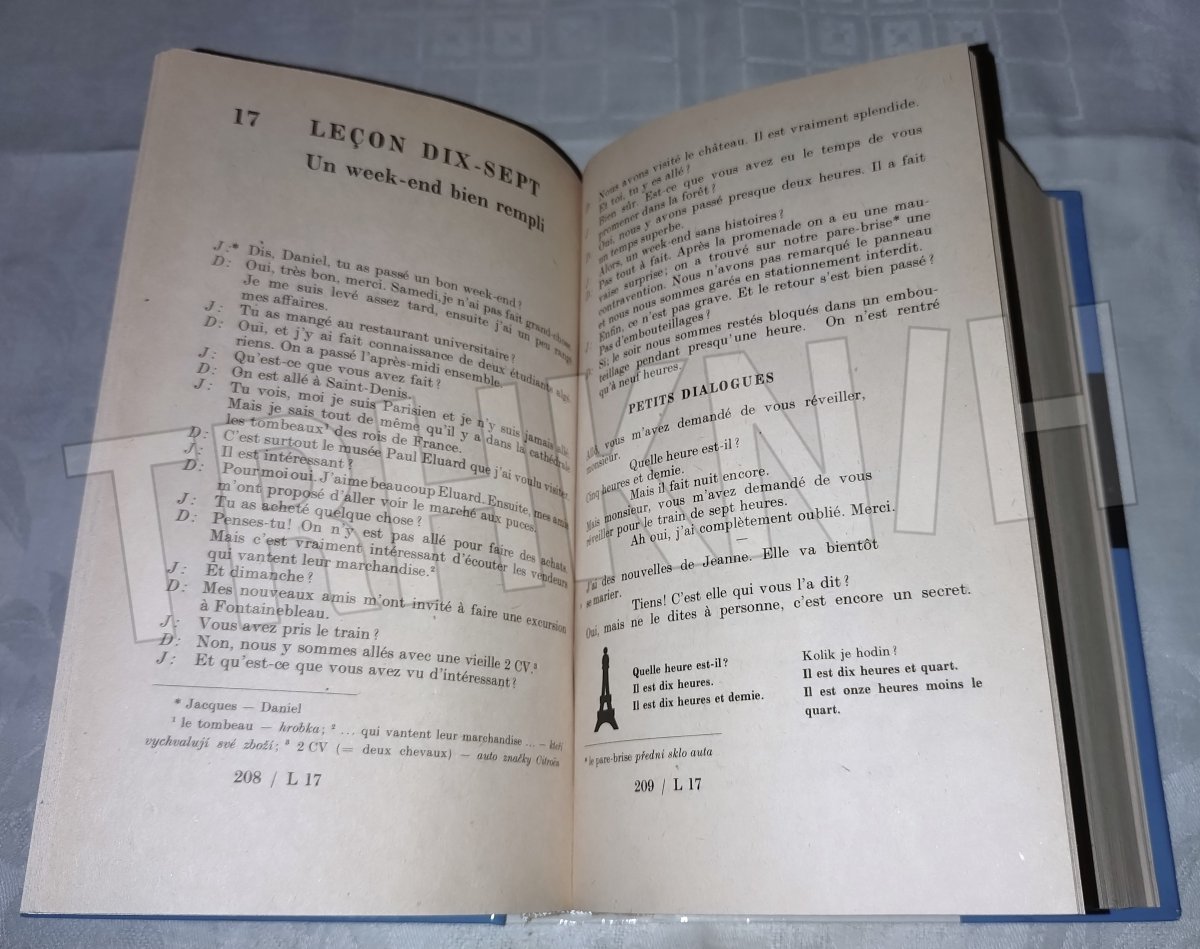 17 LEÇON DIX-SEPT
Un week-end bien rempli
J:* Dis, Daniel, tu as passé un bon week-end?
D: Oui, très bon, merci. Samedi, je n'ai pas fait grand-chose
Je me suis levé assez tard, ensuite j'ai un peu rangé
mes affaires.
J: Tu as mangé au restaurant universitaire?
D: Oui, et j'y ai fait connaissance de deux étudiants algé-
riens. On a passé l'après-midi ensemble.
J: Qu'est-ce que vous avez fait?
D: On est allé à Saint-Denis.
J: Tu vois, moi je suis Parisien et je n'y suis jamais allé
Mais je sais tout de même qu'il y a dans la cathédrale
les tombeaux¹ des rois de France.
D: C'est surtout le musée Paul Eluard que j'ai voulu visiter.
J: Il est intéressant?
D: Pour moi oui. J'aime beaucoup Eluard. Ensuite, mes amis
m'ont proposé d'aller voir le marché aux puces.
J: Tu as acheté quelque chose?
D: Penses-tu! On n'y est pas allé pour faire des achats.
Mais c'est vraiment intéressant d'écouter les vendeurs
qui vantent leur marchandise.²
J: Et dimanche?
D: Mes nouveaux amis m'ont invité à faire une excursion
à Fontainebleau.
J: Vous avez pris le train?
D: Non, nous y sommes allés avec une vieille 2 CV.³
J: Et qu'est-ce que vous avez vu d'intéressant?
* Jacques — Daniel
¹ le tombeau — hrobka; ² ... qui vantent leur marchandise ... — kteří
vychvalují své zboží; ³ 2 CV (= deux chevaux) — auto značky Citroën
208 / L 17
Nous avons visité le château. Il est vraiment splendide.
Et toi, tu y es allé?
Bien sûr. Est-ce que vous avez eu le temps de vous
promener dans la forêt?
Oui, nous y avons passé presque deux heures. Il a fait
un temps superbe.
Alors, un week-end sans histoires?
Pas tout à fait. Après la promenade on a eu une mau-
vaise surprise; on a trouvé sur notre pare-brise* une
contravention. Nous n'avons pas remarqué le panneau
et nous nous sommes garés en stationnement interdit.
Enfin, ce n'est pas grave. Et le retour s'est bien passé?
Pas d'embouteillages?
Si; le soir nous sommes restés bloqués dans un embou-
teillage pendant presqu'une heure. On n'est rentré
qu'à neuf heures.
PETITS DIALOGUES
Allô, vous m'avez demandé de vous réveiller,
monsieur.
Quelle heure est-il?
Cinq heures et demie.
Mais il fait nuit encore.
Mais monsieur, vous m'avez demandé de vous
réveiller pour le train de sept heures.
Ah oui, j'ai complètement oublié. Merci.
—
J'ai des nouvelles de Jeanne. Elle va bientôt
se marier.
Tiens! C'est elle qui vous l'a dit?
Oui, mais ne le dites à personne, c'est encore un secret.
Quelle heure est-il?
Il est dix heures.
Il est dix heures et demie.
Kolik je hodin?
Il est dix heures et quart.
Il est onze heures moins le
quart.
* le pare-brise přední sklo auta
209 / L 17